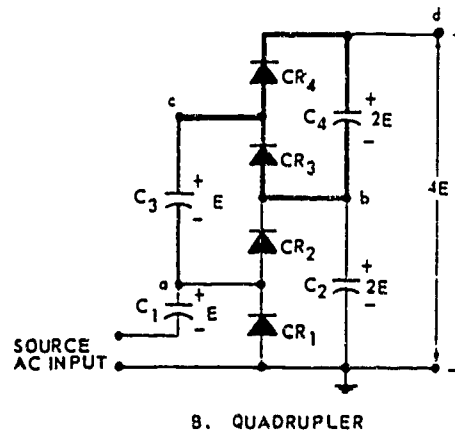 d
+
CR4
c
+
C4
2E
−
CR3
4E
+
C3
E
−
b
CR2
a
+
C2
2E
−
C1
+
E
−
CR1
SOURCE
AC INPUT
−
B. QUADRUPLER